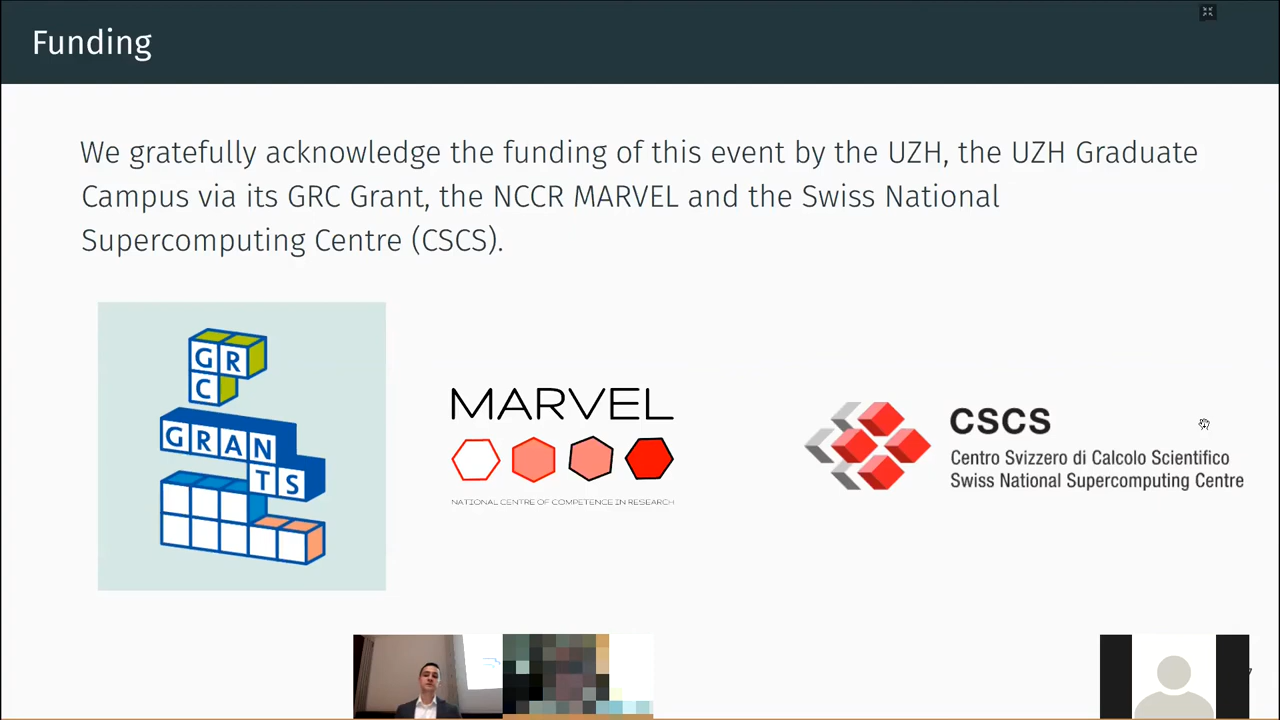 Funding
We gratefully acknowledge the funding of this event by the UZH, the UZH Graduate
Campus via its GRC Grant, the NCCR MARVEL and the Swiss National
Supercomputing Centre (CSCS).
GR
C
GRAN
TS
MARVEL
NATIONAL CENTRE OF COMPETENCE IN RESEARCH
CSCS
Centro Svizzero di Calcolo Scientifico
Swiss National Supercomputing Centre